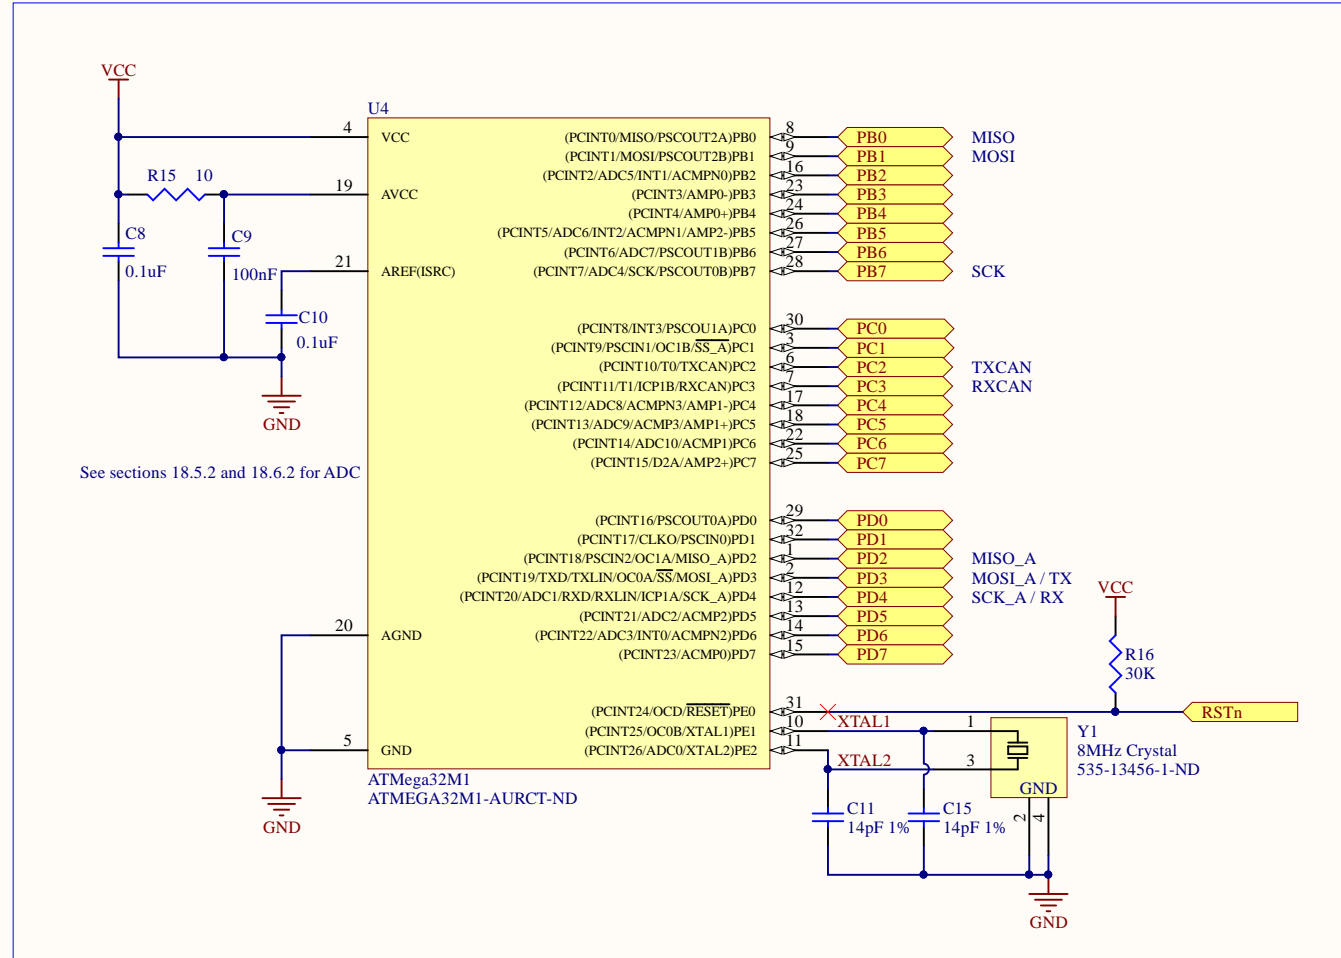 VCC
U4
4 VCC (PCINT0/MISO/PSCOUT2A)PB0 8 PB0 MISO
(PCINT1/MOSI/PSCOUT2B)PB1 9 PB1 MOSI
(PCINT2/ADC5/INT1/ACMPN0)PB2 16 PB2
R15 10 19 AVCC (PCINT3/AMP0-)PB3 23 PB3
(PCINT4/AMP0+)PB4 24 PB4
C8 C9 (PCINT5/ADC6/INT2/ACMPN1/AMP2-)PB5 26 PB5
(PCINT6/ADC7/PSCOUT1B)PB6 27 PB6
0.1uF 100nF 21 AREF(ISRC) (PCINT7/ADC4/SCK/PSCOUT0B)PB7 28 PB7 SCK
C10
0.1uF
(PCINT8/INT3/PSCOU1A)PC0 30 PC0
(PCINT9/PSCIN1/OC1B/SS_A)PC1 3 PC1
(PCINT10/T0/TXCAN)PC2 6 PC2 TXCAN
(PCINT11/T1/ICP1B/RXCAN)PC3 7 PC3 RXCAN
(PCINT12/ADC8/ACMPN3/AMP1-)PC4 17 PC4
GND (PCINT13/ADC9/ACMP3/AMP1+)PC5 18 PC5
(PCINT14/ADC10/ACMP1)PC6 22 PC6
(PCINT15/D2A/AMP2+)PC7 25 PC7
See sections 18.5.2 and 18.6.2 for ADC
(PCINT16/PSCOUT0A)PD0 29 PD0
(PCINT17/CLKO/PSCIN0)PD1 32 PD1
(PCINT18/PSCIN2/OC1A/MISO_A)PD2 1 PD2 MISO_A
(PCINT19/TXD/TXLIN/OC0A/SS/MOSI_A)PD3 2 PD3 MOSI_A / TX
(PCINT20/ADC1/RXD/RXLIN/ICP1A/SCK_A)PD4 12 PD4 SCK_A / RX
(PCINT21/ADC2/ACMP2)PD5 13 PD5
20 AGND (PCINT22/ADC3/INT0/ACMPN2)PD6 14 PD6
(PCINT23/ACMP0)PD7 15 PD7
VCC
R16
30K
(PCINT24/OCD/RESET)PE0 31 RSTn
(PCINT25/OC0B/XTAL1)PE1 10 XTAL1 1
5 GND (PCINT26/ADC0/XTAL2)PE2 11 XTAL2 3
Y1
8MHz Crystal
535-13456-1-ND
GND
2 4
ATMega32M1
ATMEGA32M1-AURCT-ND
GND
C11 C15
14pF 1% 14pF 1%
GND